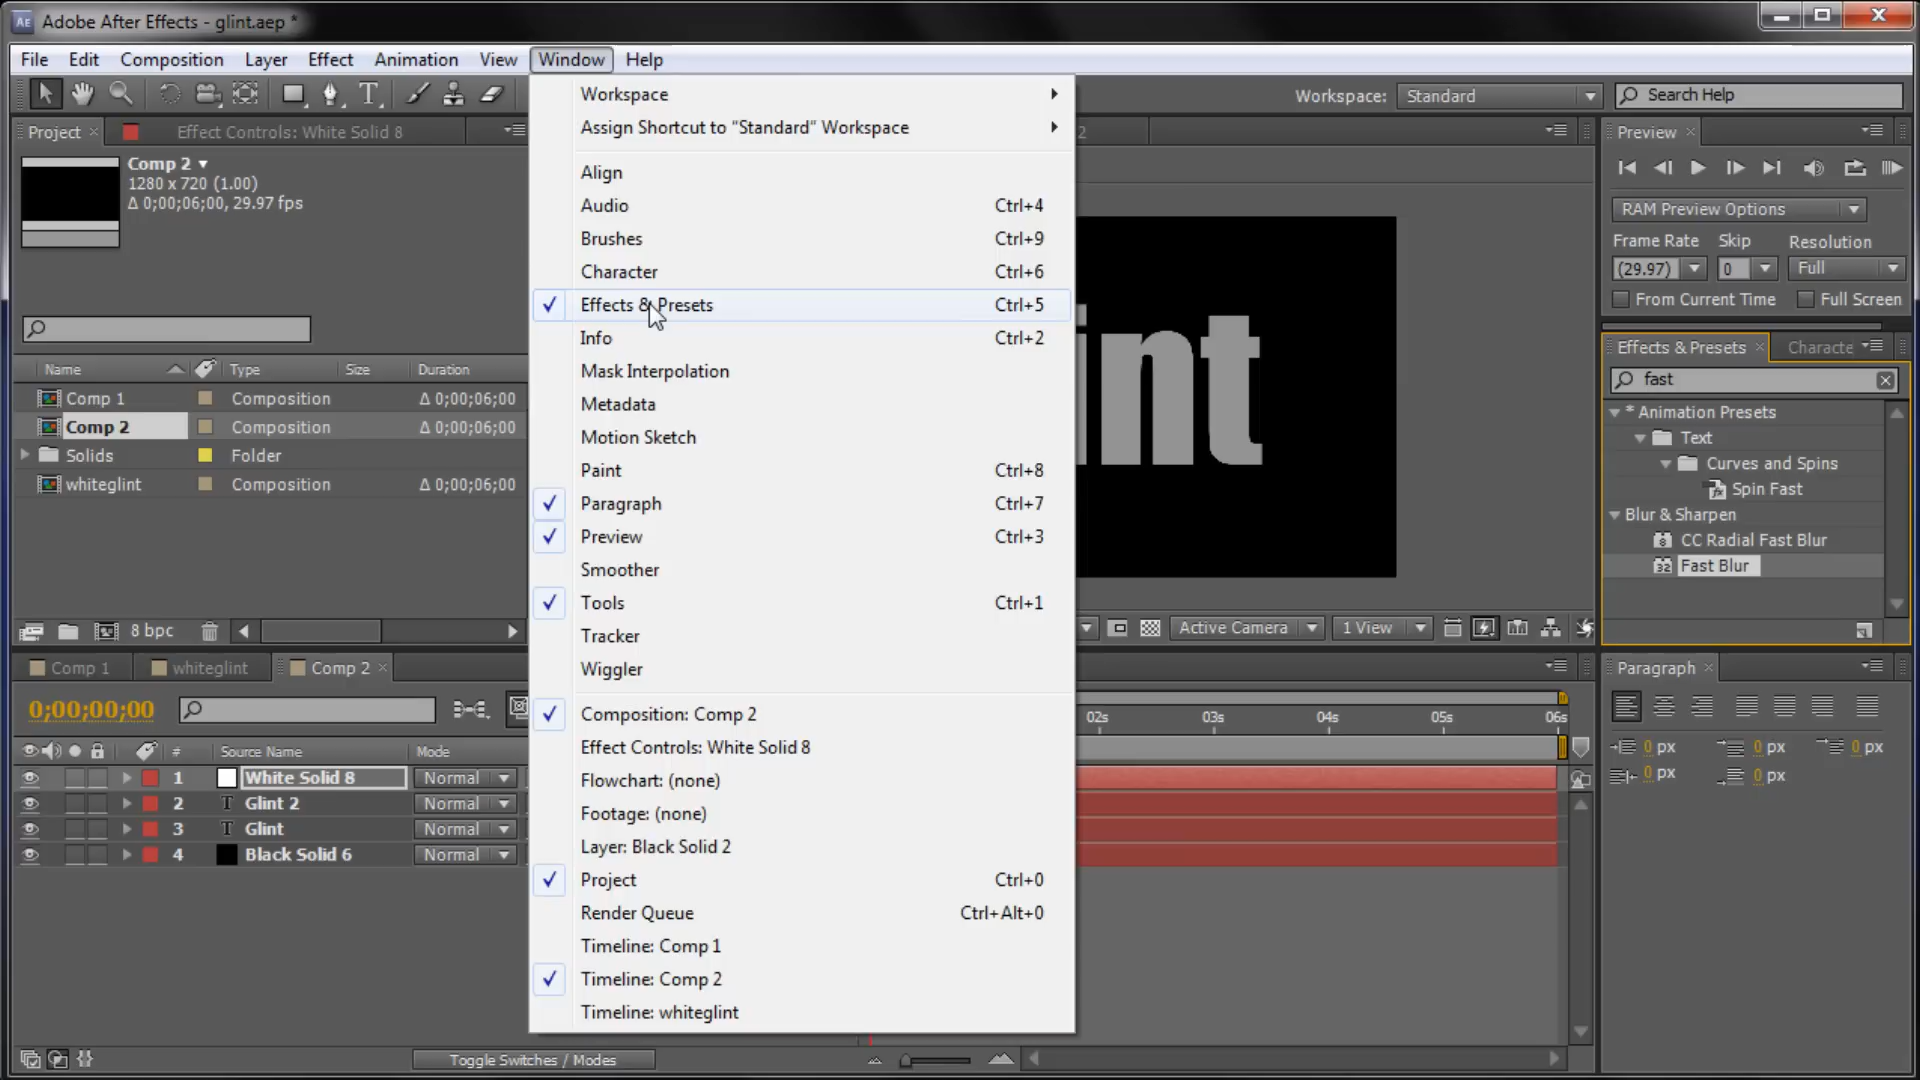 Adobe After Effects - glint.aep *
File Edit Composition Layer Effect Animation View Window Help
Workspace: Standard
Search Help
Project
Effect Controls: White Solid 8
Comp 2
1280 x 720 (1.00)
Δ 0;00;06;00, 29.97 fps
Name Type Size Duration
Comp 1 Composition Δ 0;00;06;00
Comp 2 Composition Δ 0;00;06;00
Solids Folder
whiteglint Composition Δ 0;00;06;00
8 bpc
Workspace
Assign Shortcut to "Standard" Workspace
Align
Audio Ctrl+4
Brushes Ctrl+9
Character Ctrl+6
Effects & Presets Ctrl+5
Info Ctrl+2
Mask Interpolation
Metadata
Motion Sketch
Paint Ctrl+8
Paragraph Ctrl+7
Preview Ctrl+3
Smoother
Tools Ctrl+1
Tracker
Wiggler
Composition: Comp 2
Effect Controls: White Solid 8
Flowchart: (none)
Footage: (none)
Layer: Black Solid 2
Project Ctrl+0
Render Queue Ctrl+Alt+0
Timeline: Comp 1
Timeline: Comp 2
Timeline: whiteglint
2
int
Active Camera 1 View
Preview
RAM Preview Options
Frame Rate Skip Resolution
(29.97) 0 Full
From Current Time Full Screen
Effects & Presets Characte
fast
* Animation Presets
Text
Curves and Spins
Spin Fast
Blur & Sharpen
CC Radial Fast Blur
32 Fast Blur
Comp 1 whiteglint Comp 2
0;00;00;00
# Source Name Mode
1 White Solid 8 Normal
2 T Glint 2 Normal
3 T Glint Normal
4 Black Solid 6 Normal
02s 03s 04s 05s 06s
Toggle Switches / Modes
Paragraph
0 px 0 px 0 px
0 px 0 px